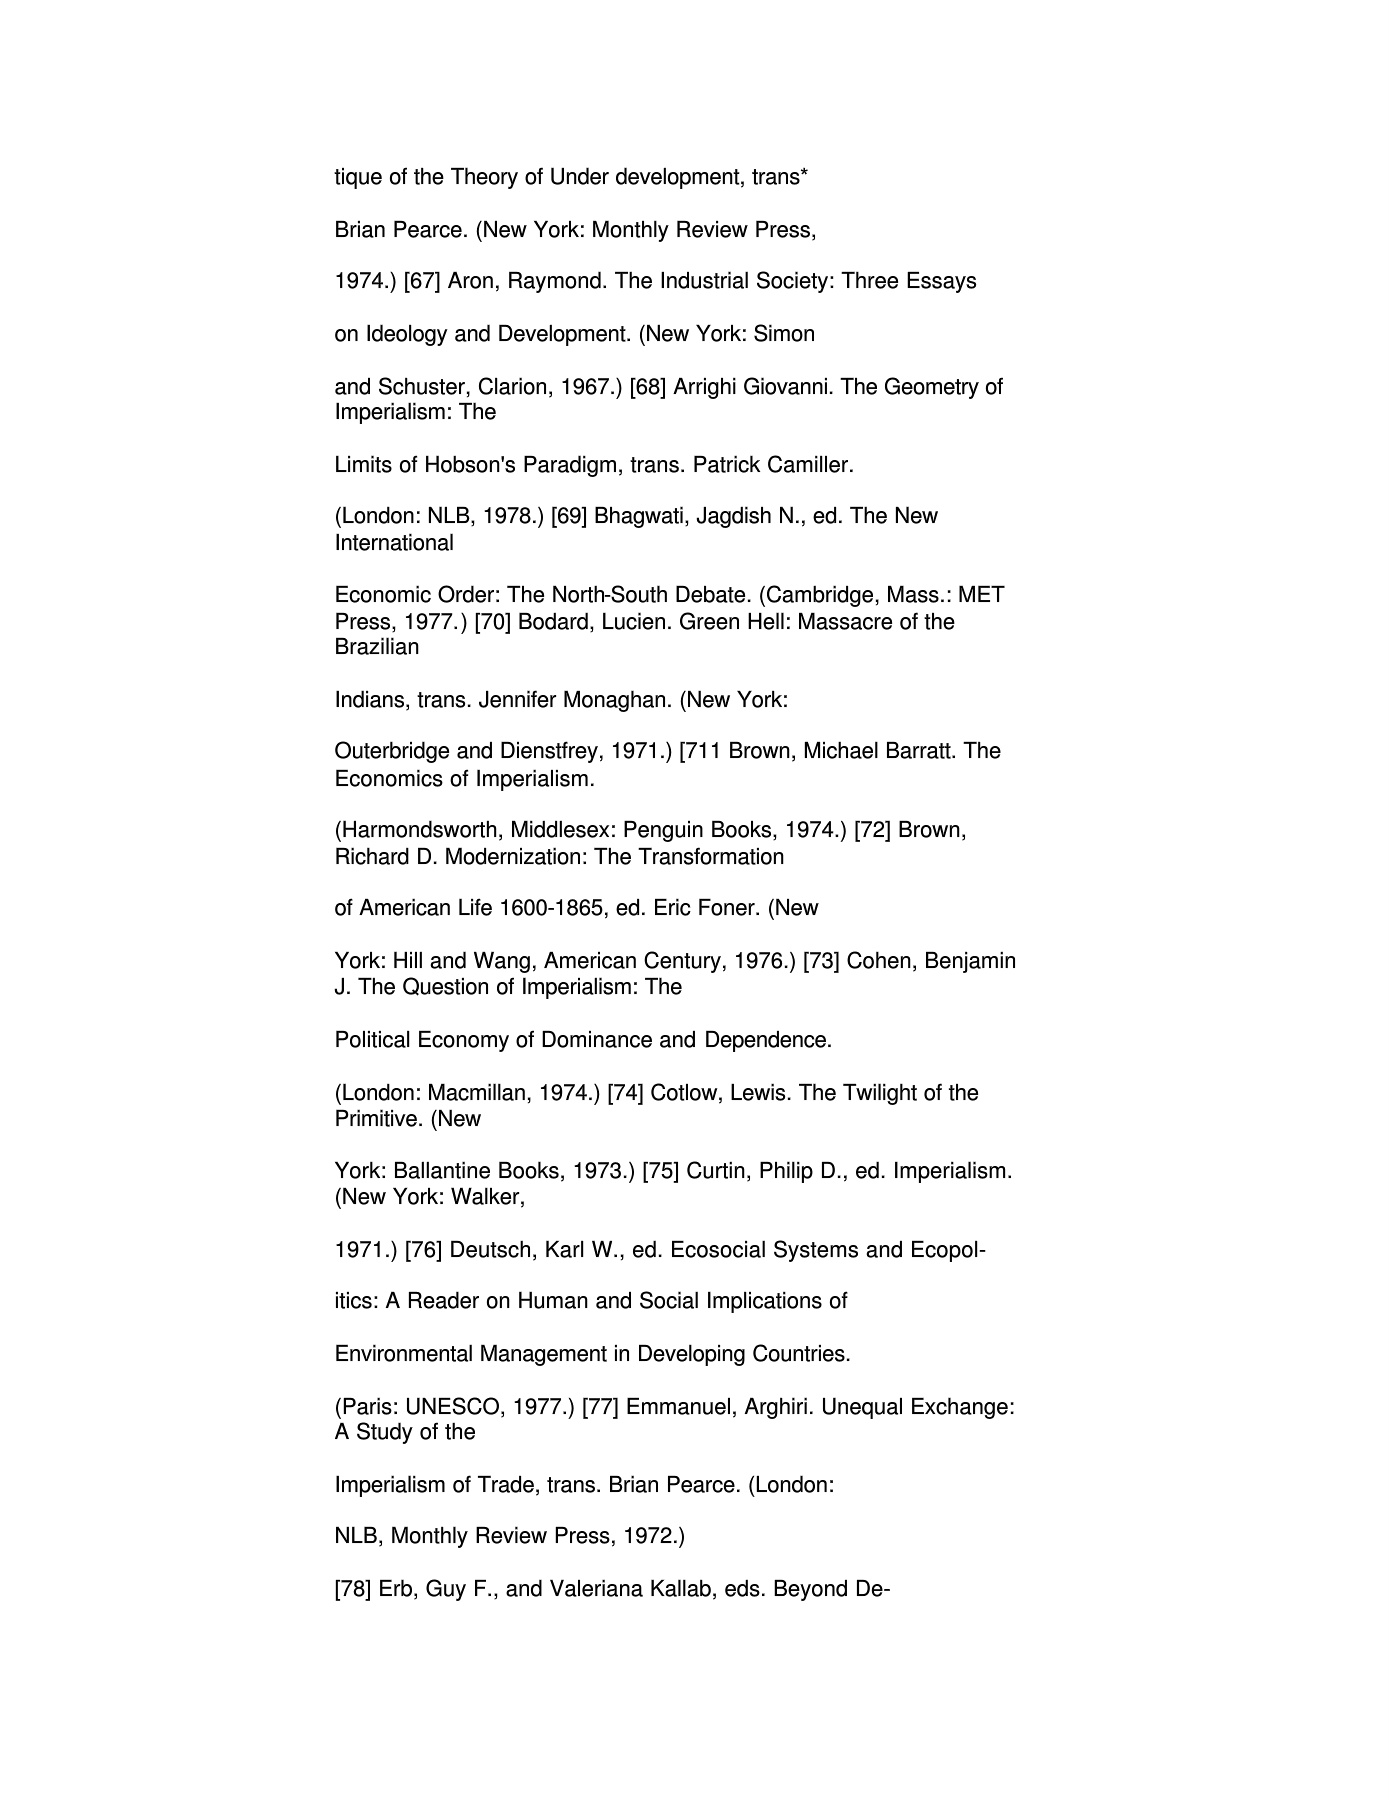 tique of the Theory of Under development, trans*
Brian Pearce. (New York: Monthly Review Press,
1974.) [67] Aron, Raymond. The Industrial Society: Three Essays
on Ideology and Development. (New York: Simon
and Schuster, Clarion, 1967.) [68] Arrighi Giovanni. The Geometry of
Imperialism: The
Limits of Hobson's Paradigm, trans. Patrick Camiller.
(London: NLB, 1978.) [69] Bhagwati, Jagdish N., ed. The New
International
Economic Order: The North-South Debate. (Cambridge, Mass.: MET
Press, 1977.) [70] Bodard, Lucien. Green Hell: Massacre of the
Brazilian
Indians, trans. Jennifer Monaghan. (New York:
Outerbridge and Dienstfrey, 1971.) [711 Brown, Michael Barratt. The
Economics of Imperialism.
(Harmondsworth, Middlesex: Penguin Books, 1974.) [72] Brown,
Richard D. Modernization: The Transformation
of American Life 1600-1865, ed. Eric Foner. (New
York: Hill and Wang, American Century, 1976.) [73] Cohen, Benjamin
J. The Question of Imperialism: The
Political Economy of Dominance and Dependence.
(London: Macmillan, 1974.) [74] Cotlow, Lewis. The Twilight of the
Primitive. (New
York: Ballantine Books, 1973.) [75] Curtin, Philip D., ed. Imperialism.
(New York: Walker,
1971.) [76] Deutsch, Karl W., ed. Ecosocial Systems and Ecopol-
itics: A Reader on Human and Social Implications of
Environmental Management in Developing Countries.
(Paris: UNESCO, 1977.) [77] Emmanuel, Arghiri. Unequal Exchange:
A Study of the
Imperialism of Trade, trans. Brian Pearce. (London:
NLB, Monthly Review Press, 1972.)
[78] Erb, Guy F., and Valeriana Kallab, eds. Beyond De-